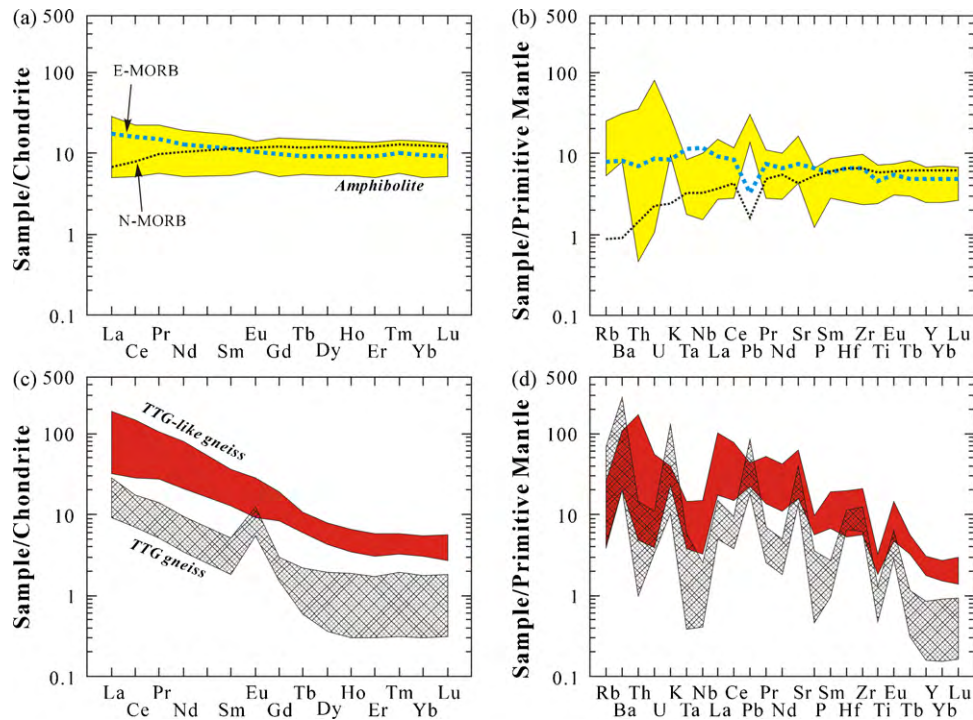 (a)
Sample/Chondrite
500
100
10
1
0.1
E-MORB
N-MORB
Amphibolite
La Pr Eu Tb Ho Tm Lu
Ce Nd Sm Gd Dy Er Yb
(b)
Sample/Primitive Mantle
500
100
10
1
0.1
Rb Th K Nb Ce Pr Sr Sm Zr Eu Y Lu
Ba U Ta La Pb Nd P Hf Ti Tb Yb
(c)
Sample/Chondrite
500
100
10
1
0.1
TTG-like gneiss
TTG gneiss
La Pr Eu Tb Ho Tm Lu
Ce Nd Sm Gd Dy Er Yb
(d)
Sample/Primitive Mantle
500
100
10
1
0.1
Rb Th K Nb Ce Pr Sr Sm Zr Eu Y Lu
Ba U Ta La Pb Nd P Hf Ti Tb Yb